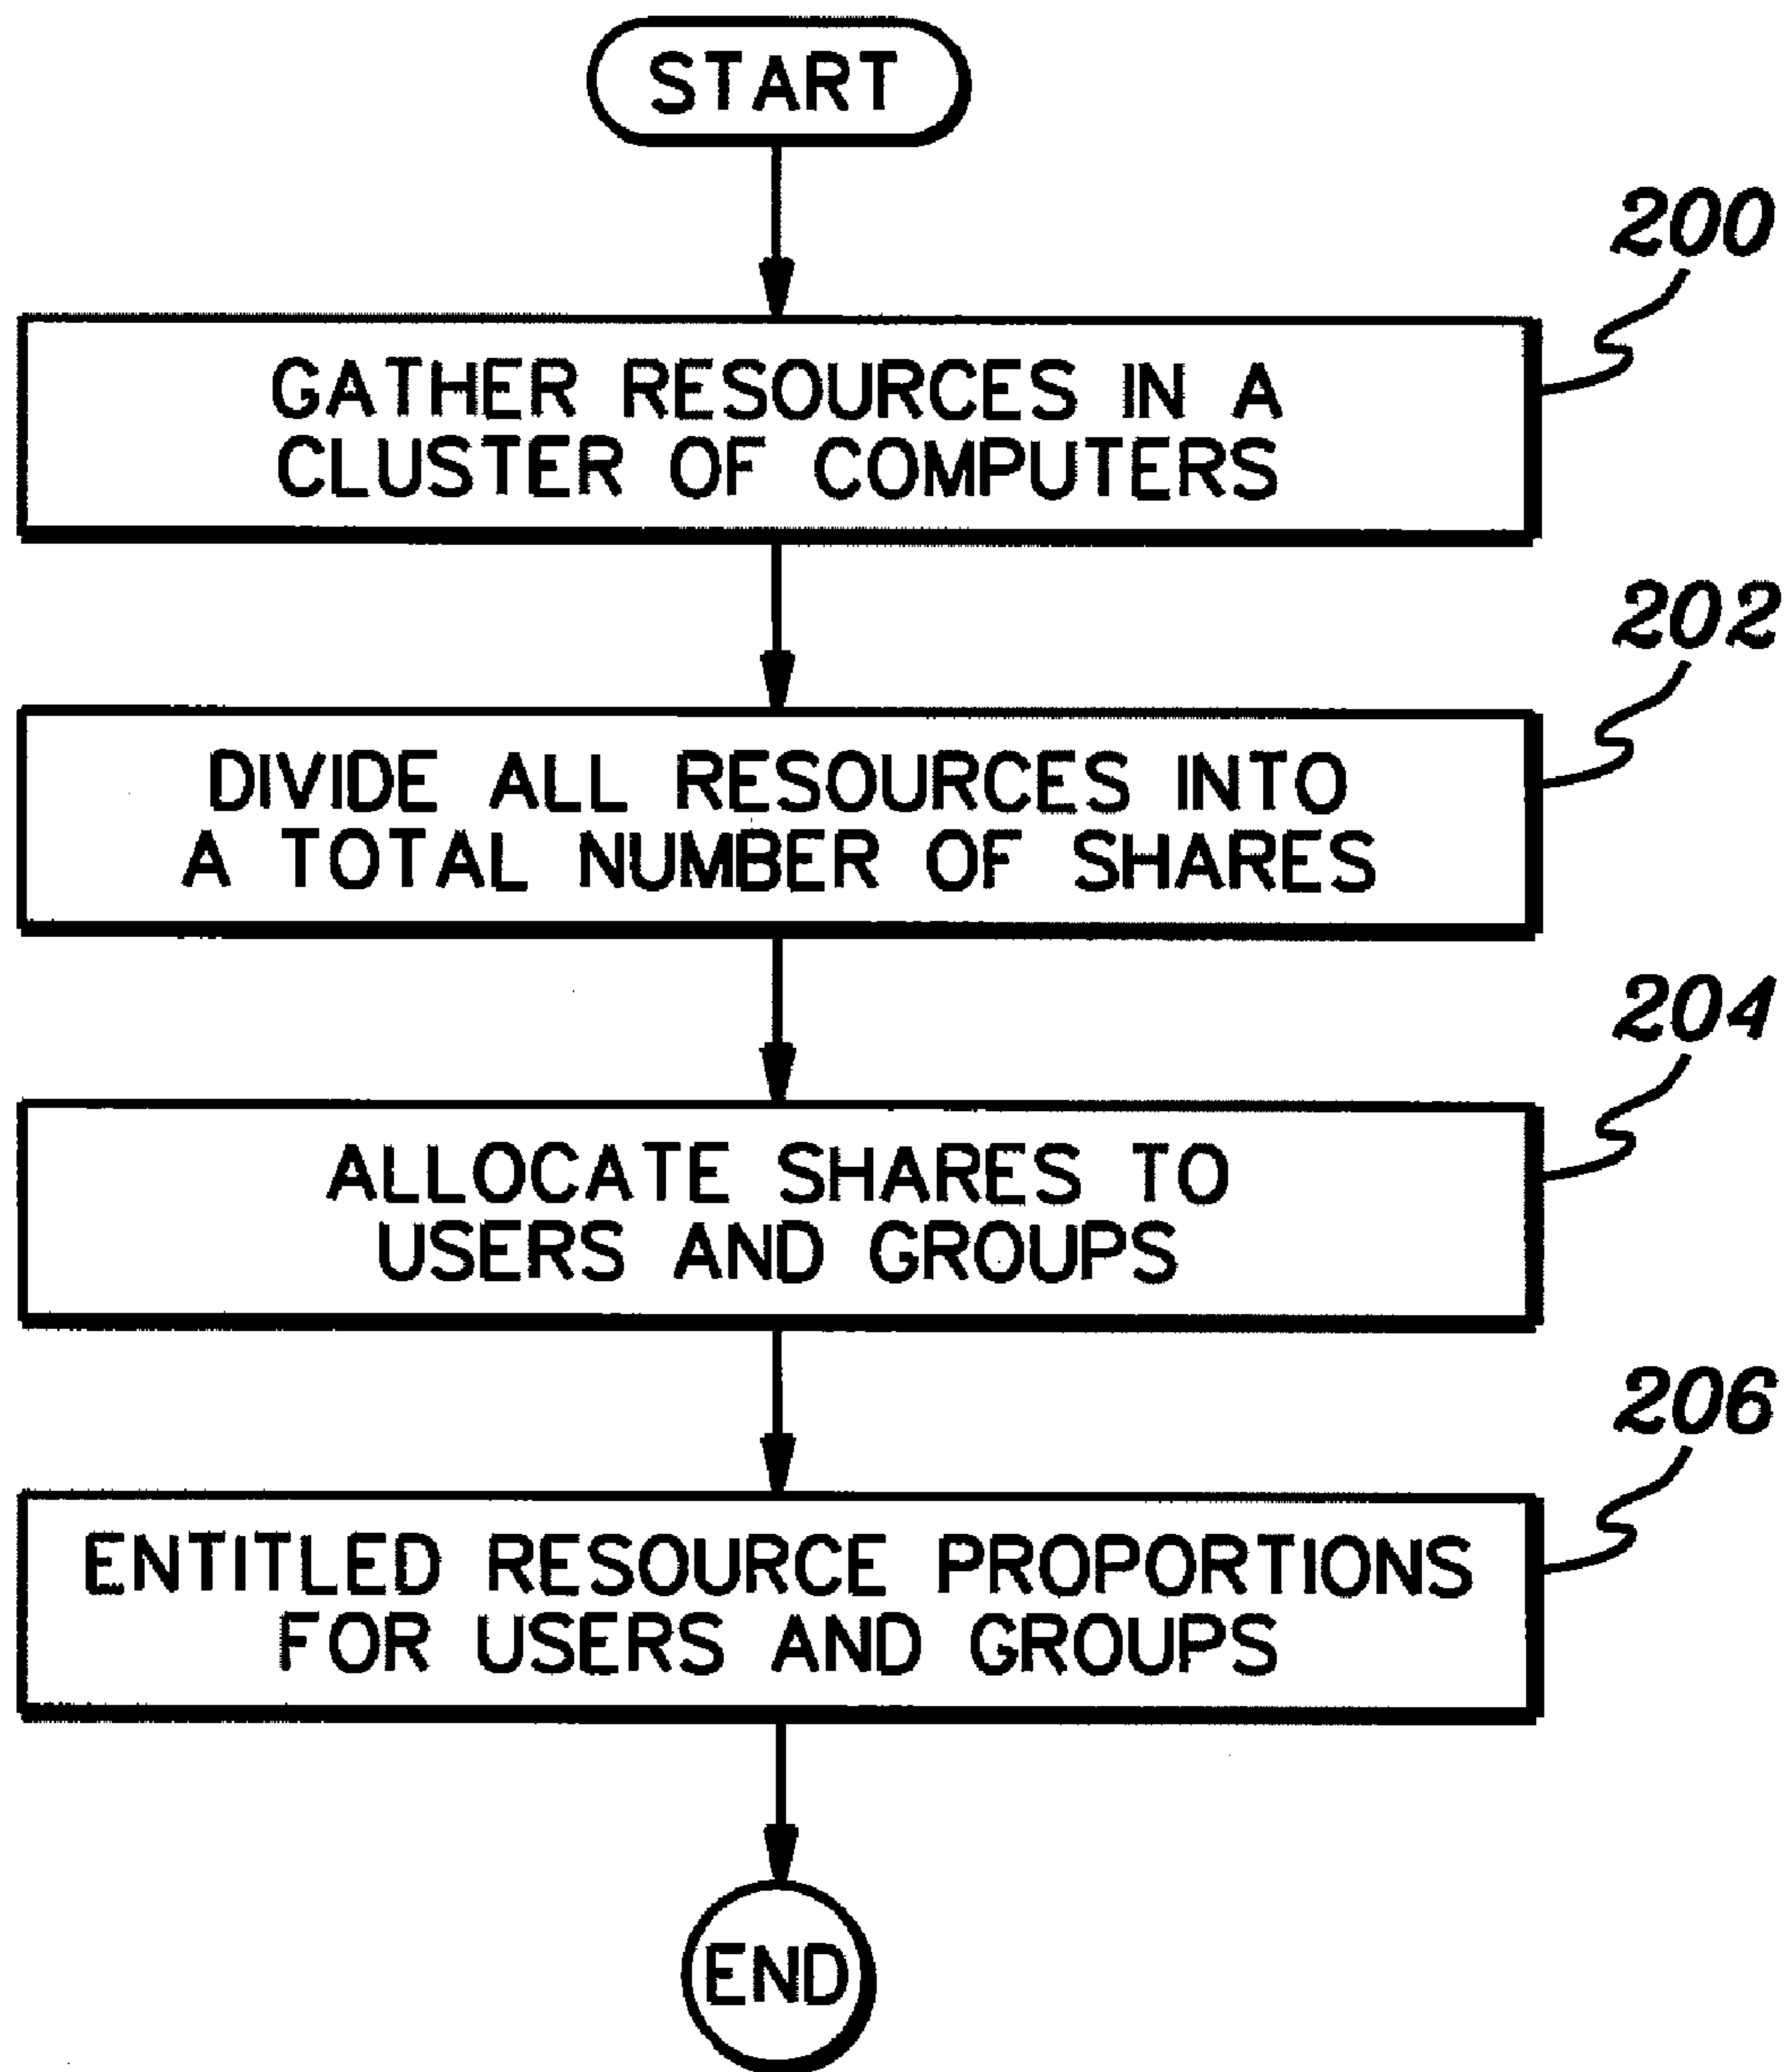 START
200
GATHER RESOURCES IN A
CLUSTER OF COMPUTERS
202
DIVIDE ALL RESOURCES INTO
A TOTAL NUMBER OF SHARES
204
ALLOCATE SHARES TO
USERS AND GROUPS
206
ENTITLED RESOURCE PROPORTIONS
FOR USERS AND GROUPS
END